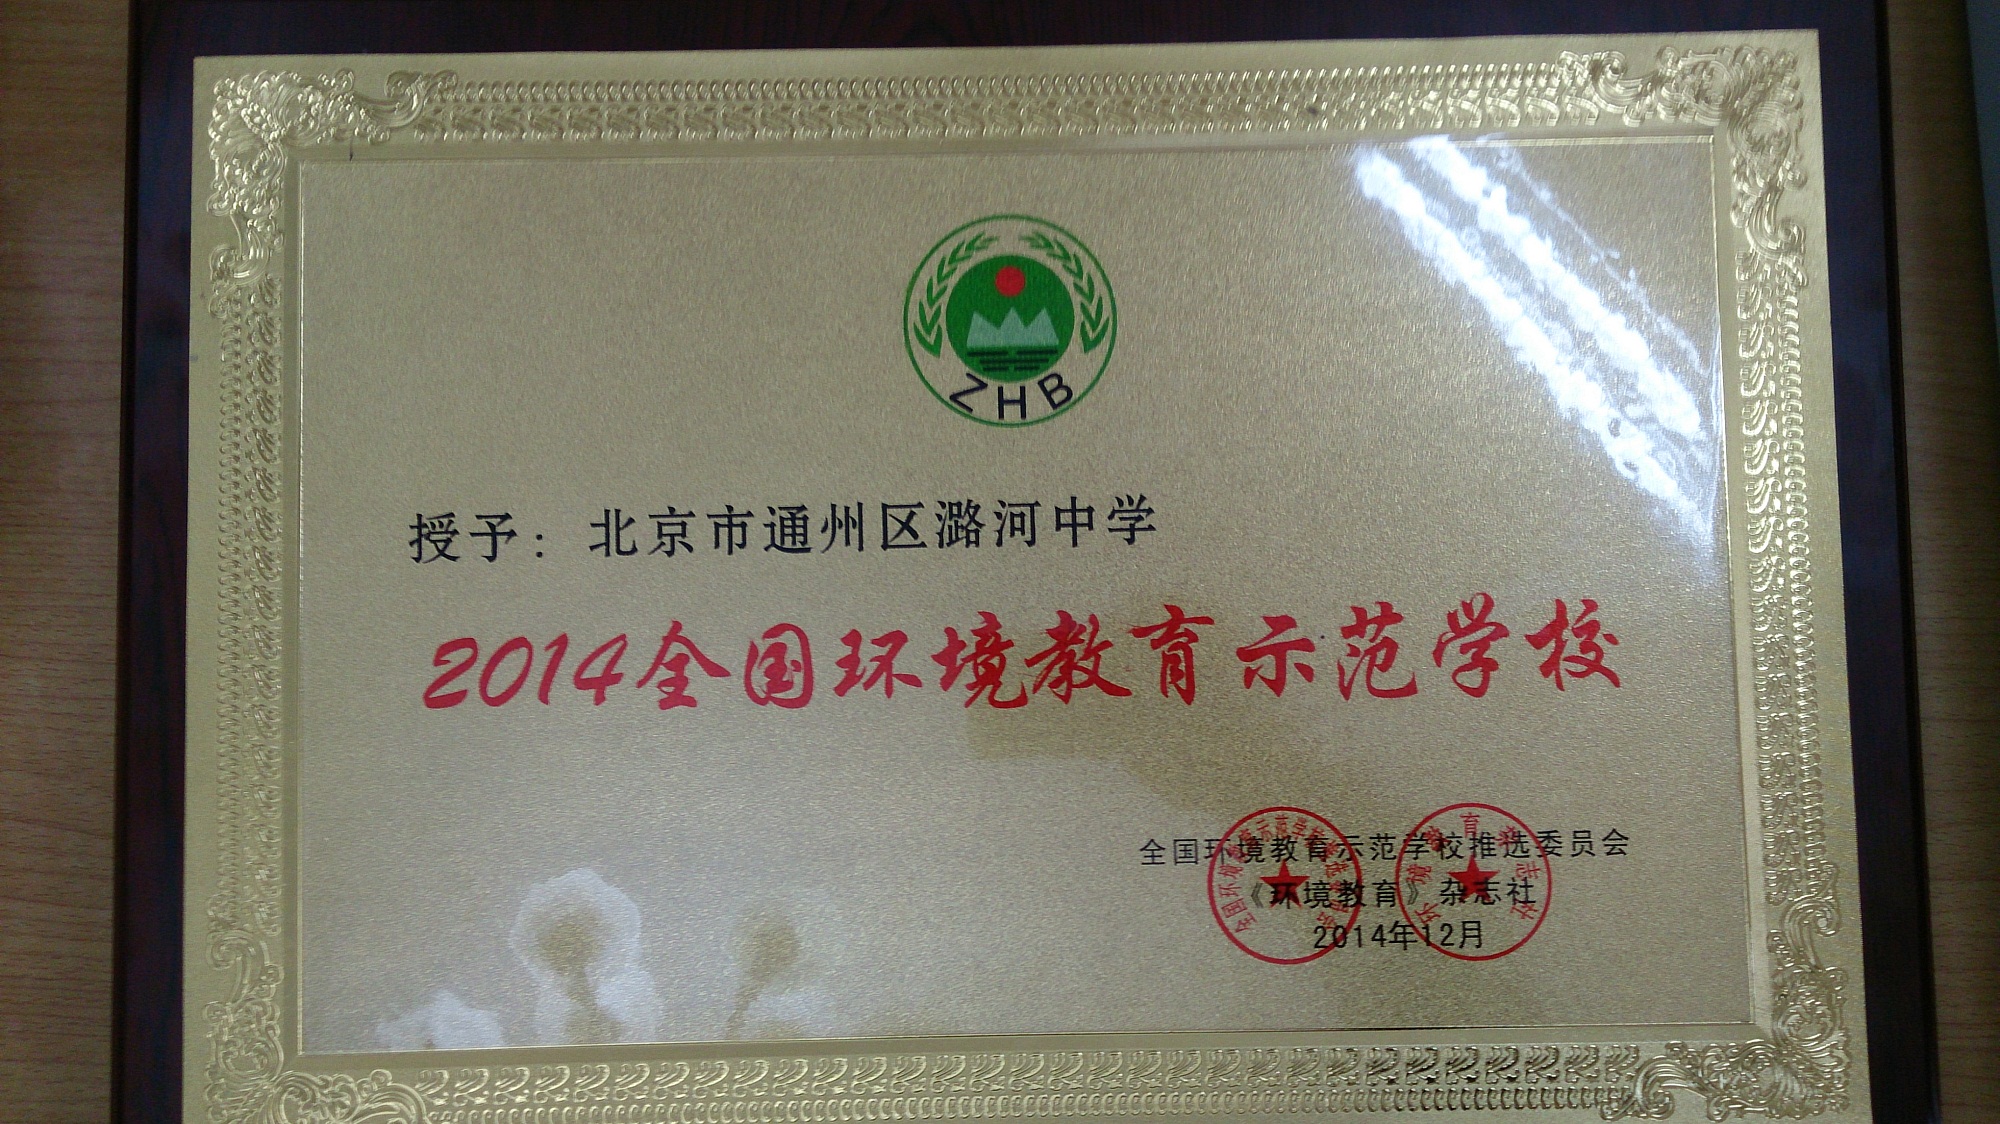 ZHB
授予：北京市通州区潞河中学
2014全国环境教育示范学校
全国环境教育示范学校推选委员会
《环境教育》杂志社
2014年12月